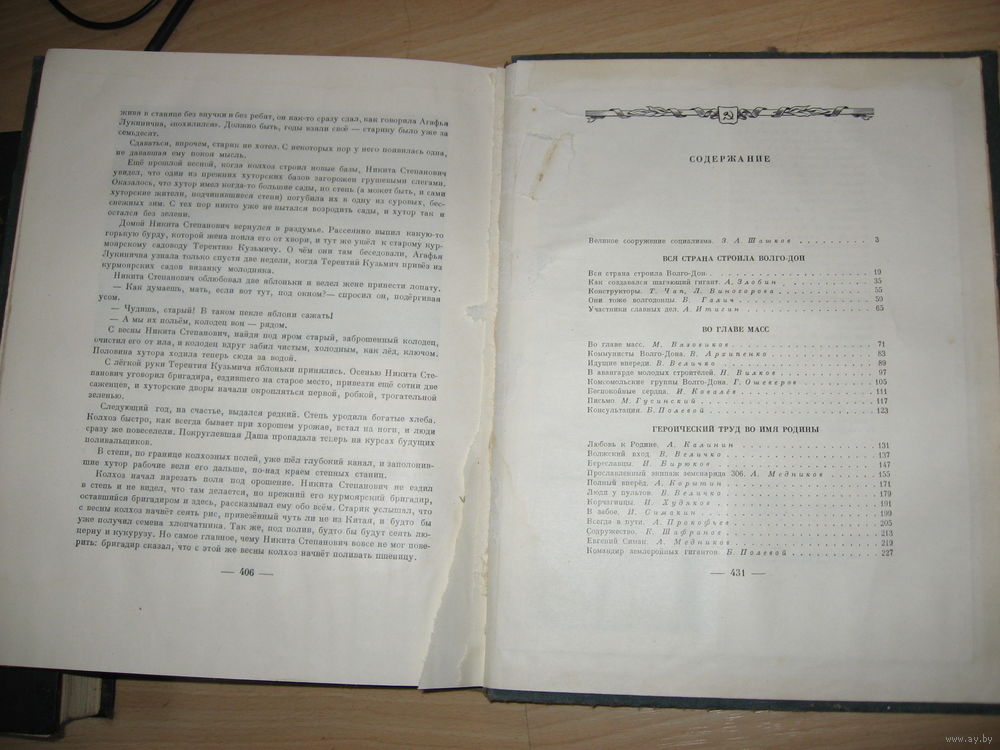 живя в станице без внучки и без ребят, он как-то сразу сдал, как говорила Агафья
Лукинична, «похилился». Должно быть, годы взяли своё — старику было уже за
семьдесят.
Сдаваться, впрочем, старик не хотел. С некоторых пор у него появилась одна,
не дававшая ему покоя мысль.
Ещё прошлой весной, когда колхоз строил новые базы, Никита Степанович
увидел, что один из прежних хуторских базов загорожен грушевыми слегами.
Оказалось, что хутор имел когда-то большие сады, но степь (а может быть, и сами
хуторские жители, подчинившиеся степи) погубила их в одну из суровых, бес-
снежных зим. С тех пор никто уже не пытался возродить сады, и хутор так и
остался без зелени.
Домой Никита Степанович вернулся в раздумье. Рассеянно выпил какую-то
горькую бурду, которой жена поила его от хвори, и тут же ушёл к старому кур-
моярскому садоводу Терентию Кузьмичу. О чём они там беседовали, Агафья
Лукинична узнала только спустя две недели, когда Терентий Кузьмич привёз из
курмоярских садов вязанку молодняка.
Никита Степанович облюбовал две яблони и велел жене принести лопату.
— Как думаешь, мать, если вот тут, под окном?— спросил он, подёргивая
усом.
— Чудишь, старый! В таком пекле яблони сажать!
— А мы их польём, колодец вон — рядом.
С весны Никита Степанович, найдя под яром старый, заброшенный колодец,
очистил его от ила, и колодец вдруг забил чистым, холодным, как лёд, ключом.
Половина хутора ходила теперь сюда за водой.
С лёгкой руки Терентия Кузьмича яблоньки принялись. Осенью Никита Сте-
панович уговорил бригадира, ездившего на старое место, привезти ещё сотни две
саженцев, и хуторские дворы начали окропляться первой, робкой, трогательной
зеленью.
Следующий год, на счастье, выдался редкий. Степь уродила богатые хлеба.
Колхоз быстро, как всегда бывает при хорошем урожае, встал на ноги, и люди
сразу же повеселели. Покруглевшая Даша пропадала теперь на курсах будущих
поливальщиков.
В степи, по границе колхозных полей, уже шёл глубокий канал, и заполонив-
шие хутор рабочие вели его дальше, по-над краем степных станиц.
Колхоз начал нарезать поля под орошение. Никита Степанович не ездил
в степь и не видел, что там делается, но прежний его курмоярский бригадир,
оставшийся бригадиром и здесь, рассказывал ему обо всём. Старик услышал, что
с весны колхоз начнёт сеять рис, привезённый чуть ли не из Китая, и будто бы
уже получил семена хлопчатника. Так же, под полив, будто бы будут сеять лю-
церну и кукурузу. Но самое главное, чему Никита Степанович вовсе не мог пове-
рить: бригадир сказал, что с этой же весны колхоз начнёт поливать пшеницу.
— 406 —
СОДЕРЖАНИЕ
Великое сооружение социализма. З. А. Шашков . . . . . . . . . 3
ВСЯ СТРАНА СТРОИЛА ВОЛГО-ДОН
Вся страна строила Волго-Дон . . . . . . . . . 19
Как создавался шагающий гигант. А. Злобин . . . . . . . . . 35
Конструкторы. Т. Чап, Л. Виногорова . . . . . . . . . 55
Они тоже волгодонцы. Б. Галич . . . . . . . . . 59
Участники славных дел. А. Итигин . . . . . . . . . 65
ВО ГЛАВЕ МАСС
Во главе масс. М. Вязовиков . . . . . . . . . 71
Коммунисты Волго-Дона. В. Архипенко . . . . . . . . . 83
Идущие впереди. В. Величко . . . . . . . . . 89
В авангарде молодых строителей. Н. Вилков . . . . . . . . . 97
Комсомольские группы Волго-Дона. Г. Ошеверов . . . . . . . . . 105
Беспокойные сердца. И. Ковалёв . . . . . . . . . 111
Письмо. М. Гусинский . . . . . . . . . 117
Консультация. Б. Полевой . . . . . . . . . 123
ГЕРОИЧЕСКИЙ ТРУД ВО ИМЯ РОДИНЫ
Любовь к Родине. А. Калинин . . . . . . . . . 131
Волжский вход. В. Величко . . . . . . . . . 137
Береславцы. И. Бирюков . . . . . . . . . 147
Прославленный экипаж земснаряда 306. А. Медников . . . . . . . . . 155
Полный вперёд. А. Корытин . . . . . . . . . 171
Люди у пультов. В. Величко . . . . . . . . . 179
Корчагинцы. И. Худяков . . . . . . . . . 191
В забое. И. Симакин . . . . . . . . . 199
Всегда в пути. А. Прокофьев . . . . . . . . . 205
Содружество. К. Шафранов . . . . . . . . . 213
Евгений Симак. А. Медников . . . . . . . . . 219
Командир землеройных гигантов. Б. Полевой . . . . . . . . . 227
— 431 —
www.ay.by